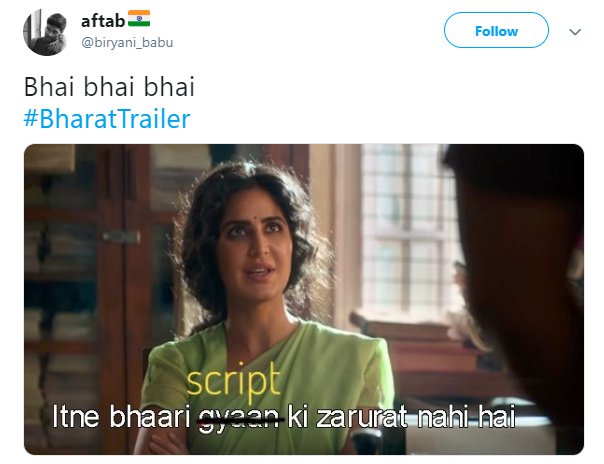 aftab🇮🇳
@biryani_babu
Follow
Bhai bhai bhai
#BharatTrailer
script
Itne bhaari gyaan ki zarurat nahi hai